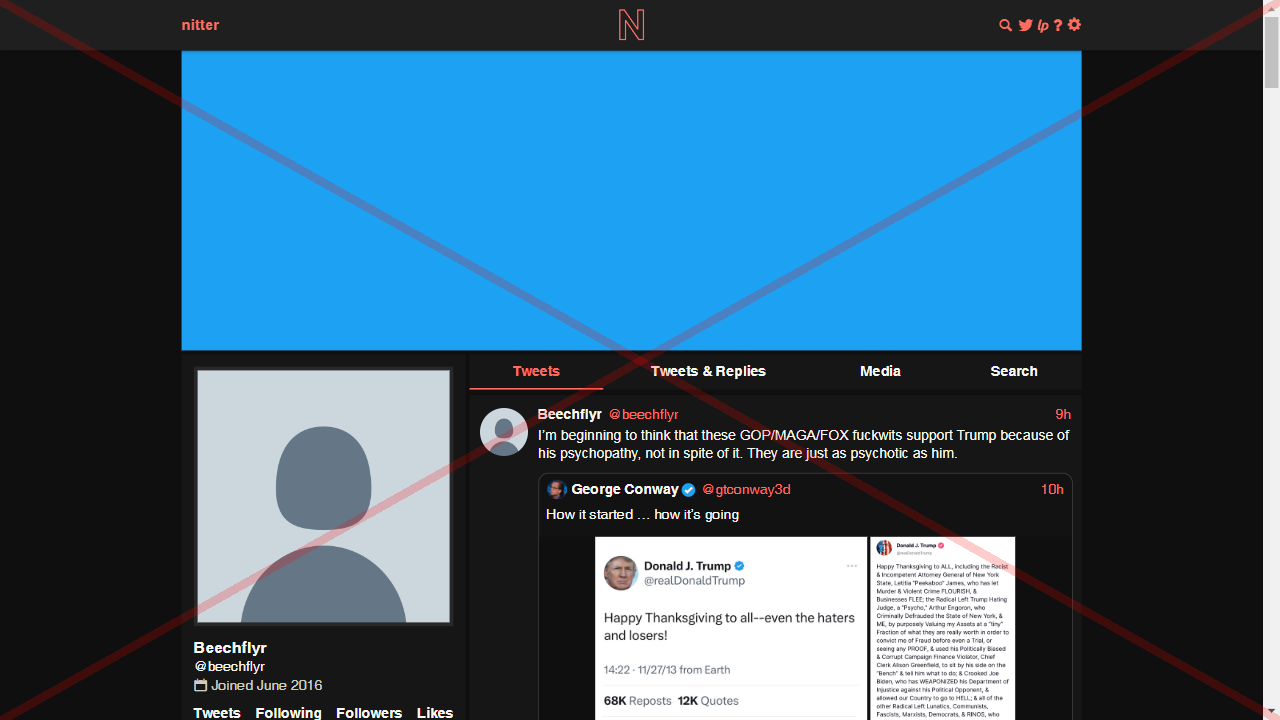 nitter
N
lp ?
Tweets
Tweets & Replies
Media
Search
Beechflyr @beechflyr 9h
I'm beginning to think that these GOP/MAGA/FOX fuckwits support Trump because of
his psychopathy, not in spite of it. They are just as psychotic as him.
George Conway @gtconway3d 10h
How it started … how it's going
Donald J. Trump
@realDonaldTrump
Happy Thanksgiving to all--even the haters
and losers!
14:22 · 11/27/13 from Earth
68K Reposts 12K Quotes
Donald J. Trump
@realDonaldTrump
Happy Thanksgiving to ALL, including the Racist
& Incompetent Attorney General of New York
State, Letitia "Peekaboo" James, who has let
Murder & Violent Crime FLOURISH, &
Businesses FLEE; the Radical Left Trump Hating
Judge, a "Psycho," Arthur Engoron, who
Criminally Defrauded the State of New York, &
ME, by purposely Valuing my Assets at a "tiny"
Fraction of what they are really worth in order to
convict me of Fraud before even a Trial, or
seeing any PROOF, & used his Politically Biased
& Corrupt Campaign Finance Violator, Chief
Clerk Alison Greenfield, to sit by his side on the
"Bench" & tell him what to do; & Crooked Joe
Biden, who has WEAPONIZED his Department of
Injustice against his Political Opponent, &
allowed our Country to go to HELL; & all of the
other Radical Left Lunatics, Communists,
Fascists, Marxists, Democrats, & RINOS, who
Beechflyr
@beechflyr
Joined June 2016
Tweets Following Followers Likes